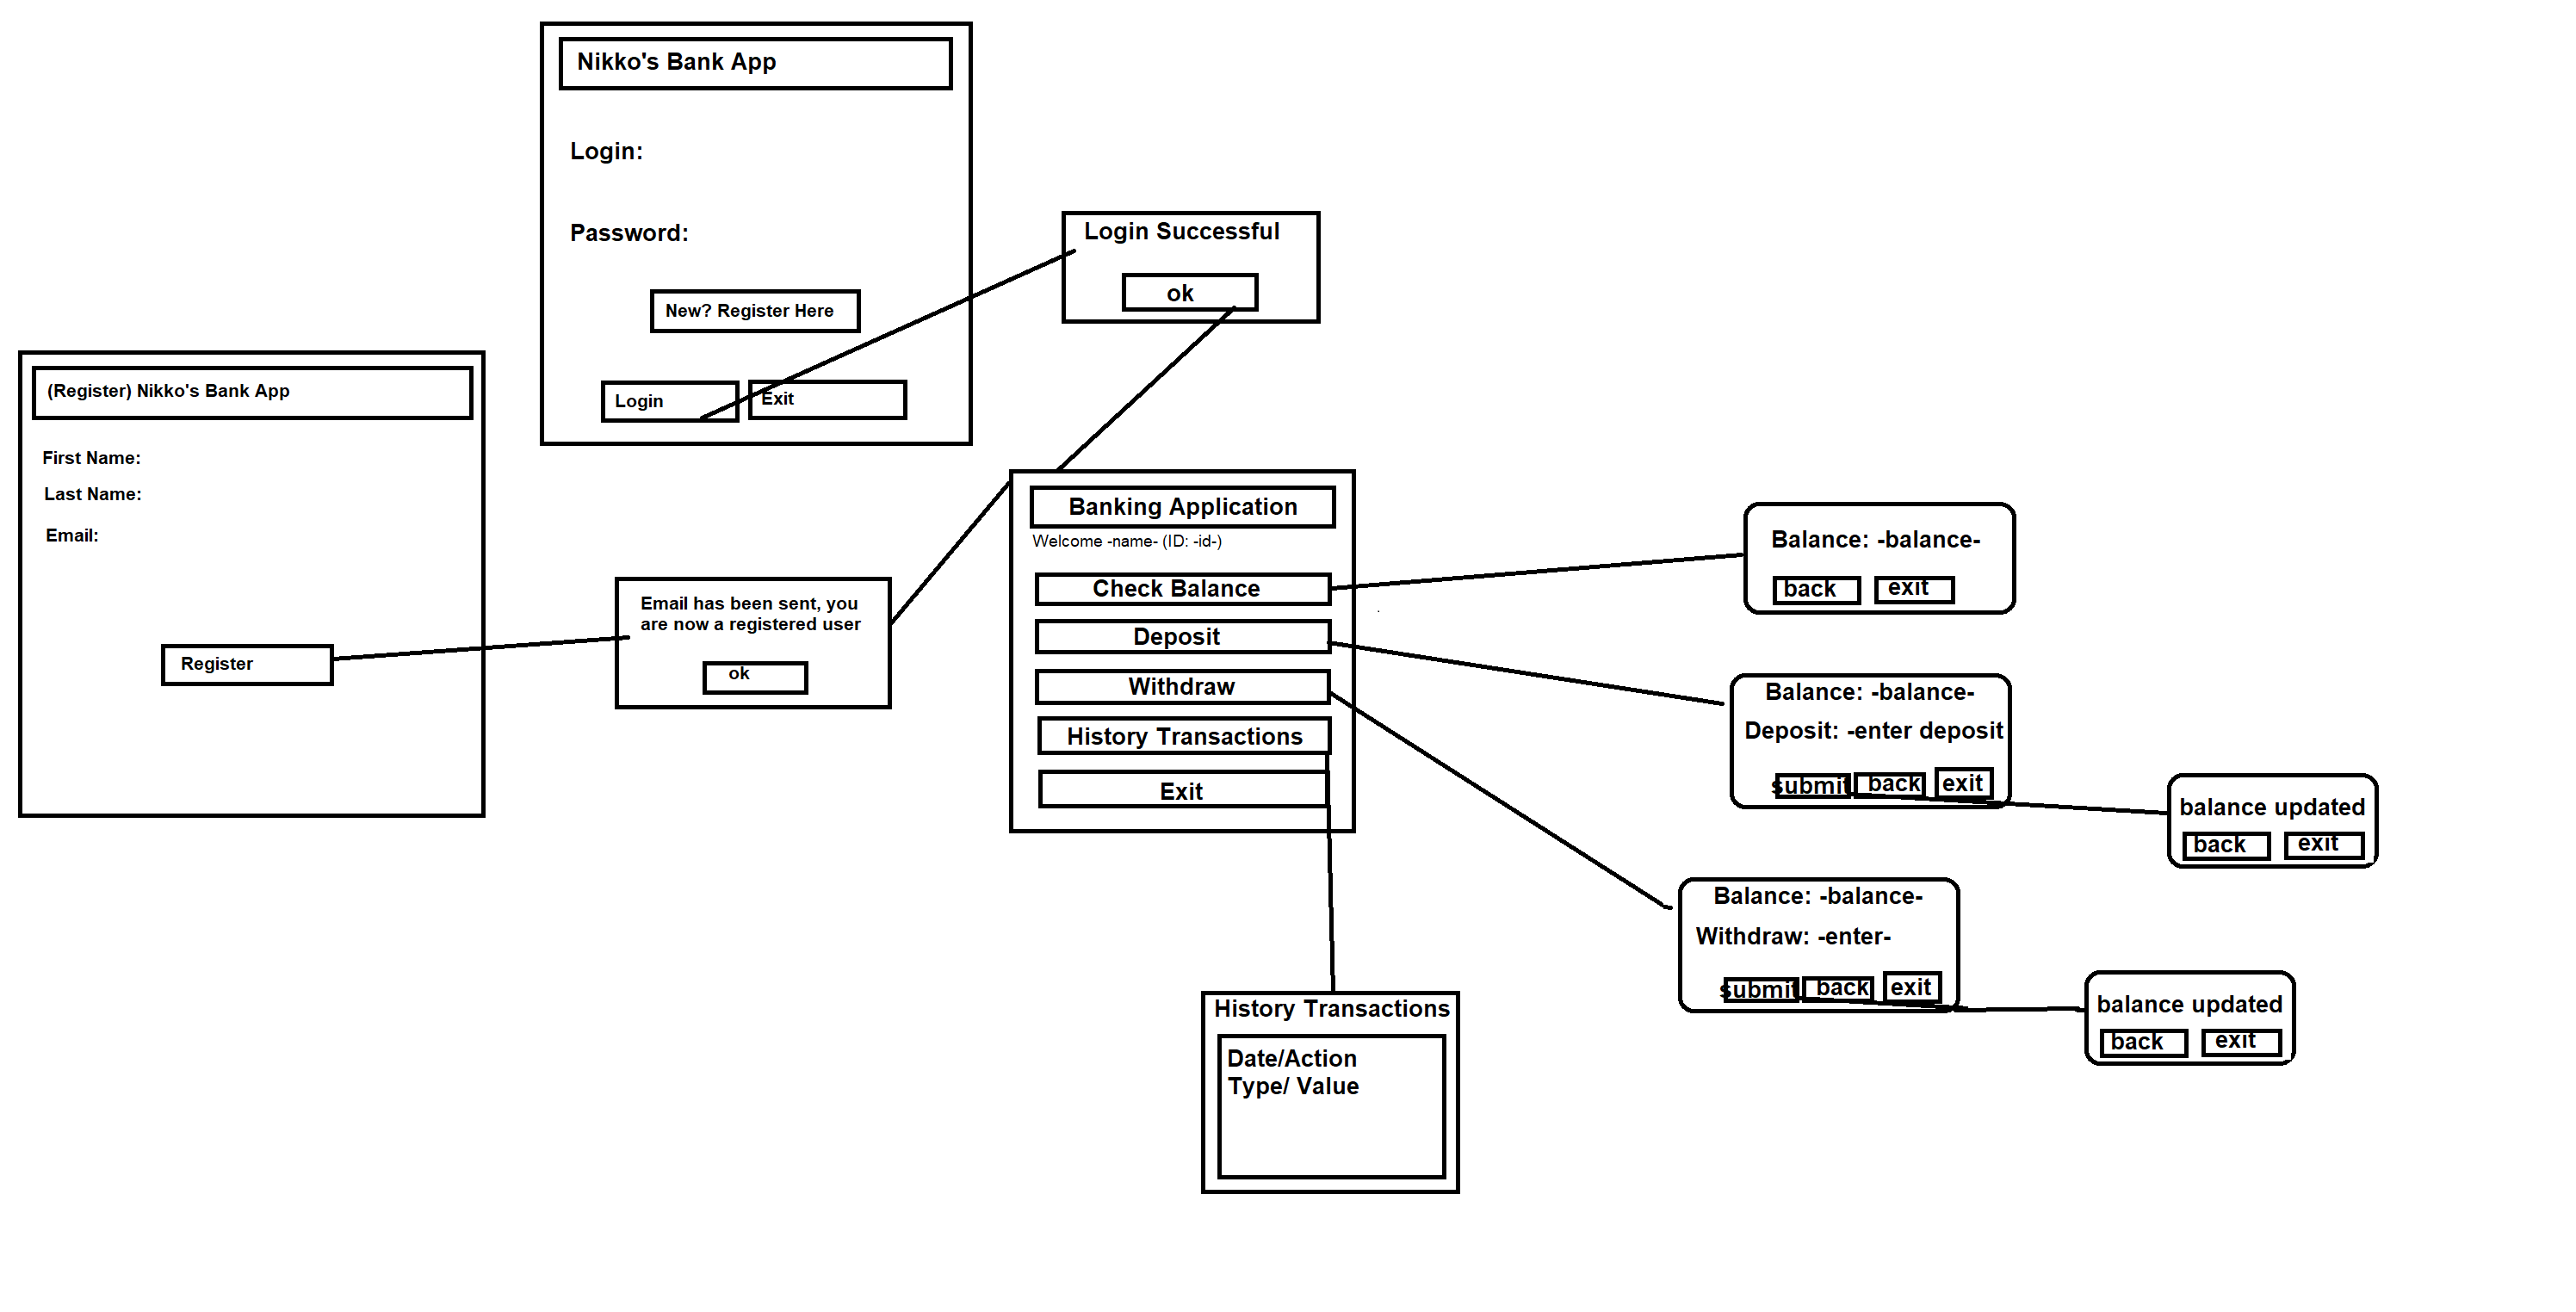 Nikko's Bank App
Login:
Password:
New? Register Here
Login
Exit
Login Successful
ok
(Register) Nikko's Bank App
First Name:
Last Name:
Email:
Register
Email has been sent, you
are now a registered user
ok
Banking Application
Welcome -name- (ID: -id-)
Check Balance
Deposit
Withdraw
History Transactions
Exit
Balance: -balance-
back
exit
Balance: -balance-
Deposit: -enter deposit
submit
back
exit
balance updated
back
exit
Balance: -balance-
Withdraw: -enter-
submit
back
exit
balance updated
back
exit
History Transactions
Date/Action
Type/ Value